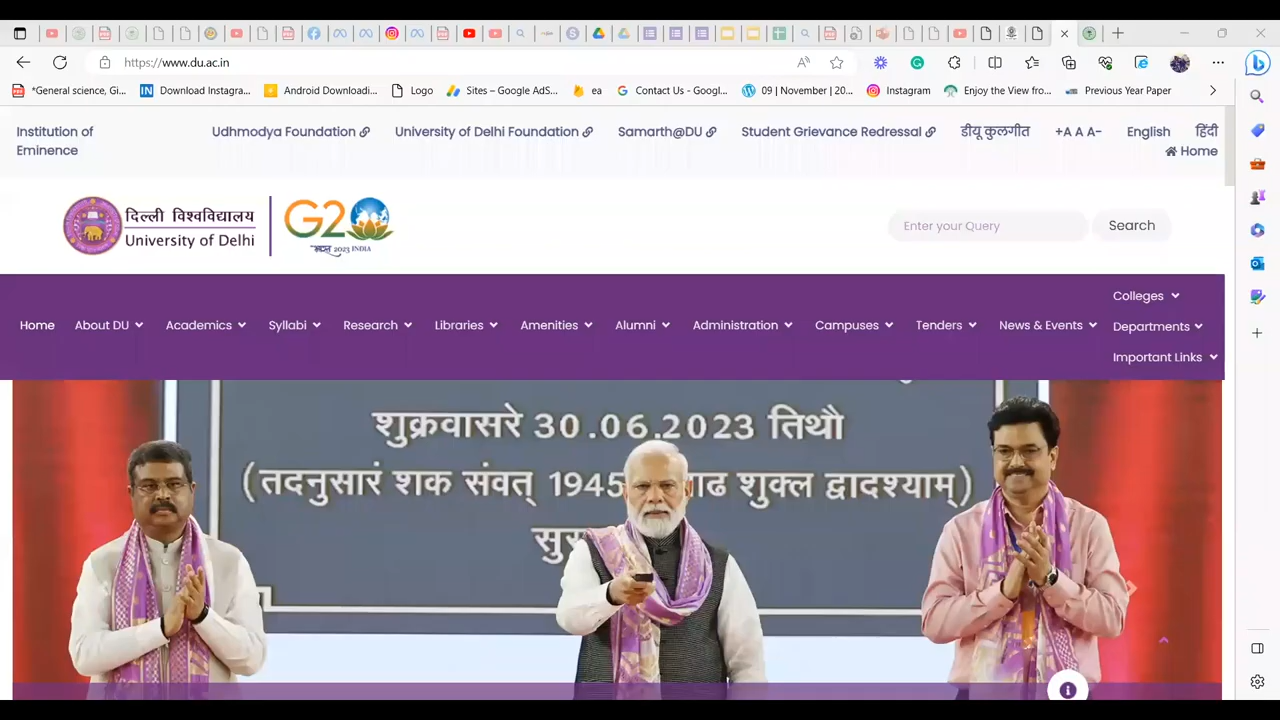 https://www.du.ac.in
*General science, Gi...
Download Instagra...
Android Downloadi...
Logo
Sites – Google AdS...
ea
Contact Us - Googl...
09 | November | 20...
Instagram
Enjoy the View fro...
Previous Year Paper
Institution of
Eminence
Udhmodya Foundation
University of Delhi Foundation
Samarth@DU
Student Grievance Redressal
डीयू कुलगीत
+A A A-
English
हिंदी
Home
दिल्ली विश्वविद्यालय
University of Delhi
G20
भारत 2023 INDIA
Enter your Query
Search
Home
About DU
Academics
Syllabi
Research
Libraries
Amenities
Alumni
Administration
Campuses
Tenders
News & Events
Colleges
Departments
Important Links
शुक्रवासरे 30.06.2023 तिथौ
(तदनुसारं शक संवत् 1945 शुक्ल द्वादश्याम्)